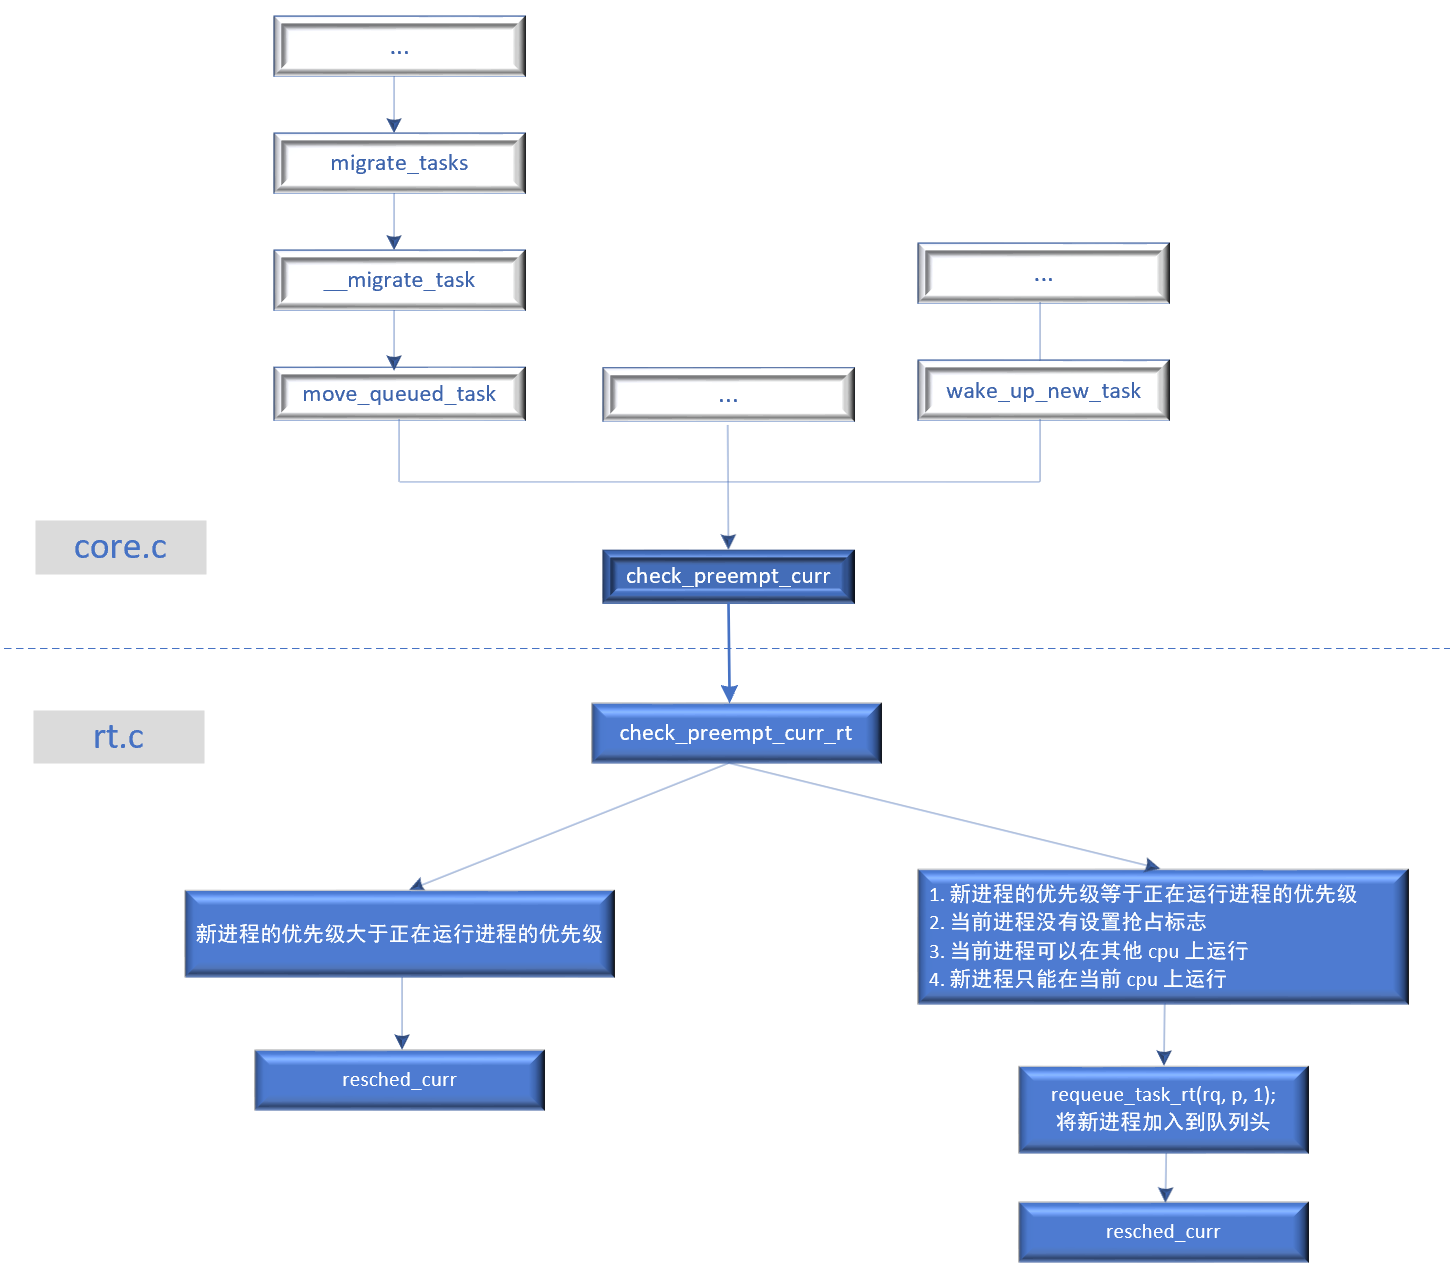 ...
migrate_tasks
__migrate_task
move_queued_task
...
...
wake_up_new_task
core.c
check_preempt_curr
rt.c
check_preempt_curr_rt
新进程的优先级大于正在运行进程的优先级
resched_curr
1. 新进程的优先级等于正在运行进程的优先级
2. 当前进程没有设置抢占标志
3. 当前进程可以在其他 cpu 上运行
4. 新进程只能在当前 cpu 上运行
requeue_task_rt(rq, p, 1);
将新进程加入到队列头
resched_curr